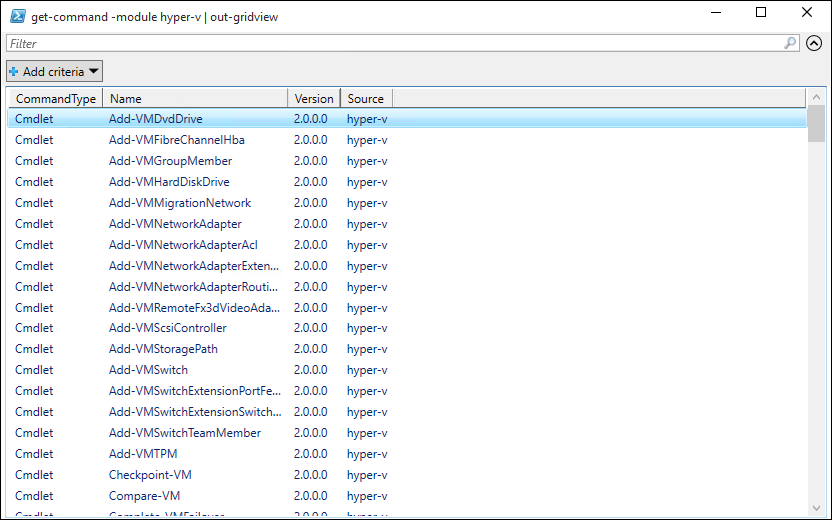 get-command -module hyper-v | out-gridview
Filter
Add criteria
CommandType Name Version Source
Cmdlet Add-VMDvdDrive 2.0.0.0 hyper-v
Cmdlet Add-VMFibreChannelHba 2.0.0.0 hyper-v
Cmdlet Add-VMGroupMember 2.0.0.0 hyper-v
Cmdlet Add-VMHardDiskDrive 2.0.0.0 hyper-v
Cmdlet Add-VMMigrationNetwork 2.0.0.0 hyper-v
Cmdlet Add-VMNetworkAdapter 2.0.0.0 hyper-v
Cmdlet Add-VMNetworkAdapterAcl 2.0.0.0 hyper-v
Cmdlet Add-VMNetworkAdapterExten... 2.0.0.0 hyper-v
Cmdlet Add-VMNetworkAdapterRouti... 2.0.0.0 hyper-v
Cmdlet Add-VMRemoteFx3dVideoAda... 2.0.0.0 hyper-v
Cmdlet Add-VMScsiController 2.0.0.0 hyper-v
Cmdlet Add-VMStoragePath 2.0.0.0 hyper-v
Cmdlet Add-VMSwitch 2.0.0.0 hyper-v
Cmdlet Add-VMSwitchExtensionPortFe... 2.0.0.0 hyper-v
Cmdlet Add-VMSwitchExtensionSwitch... 2.0.0.0 hyper-v
Cmdlet Add-VMSwitchTeamMember 2.0.0.0 hyper-v
Cmdlet Add-VMTPM 2.0.0.0 hyper-v
Cmdlet Checkpoint-VM 2.0.0.0 hyper-v
Cmdlet Compare-VM 2.0.0.0 hyper-v
Cmdlet Complete-VMFailover 2.0.0.0 hyper-v